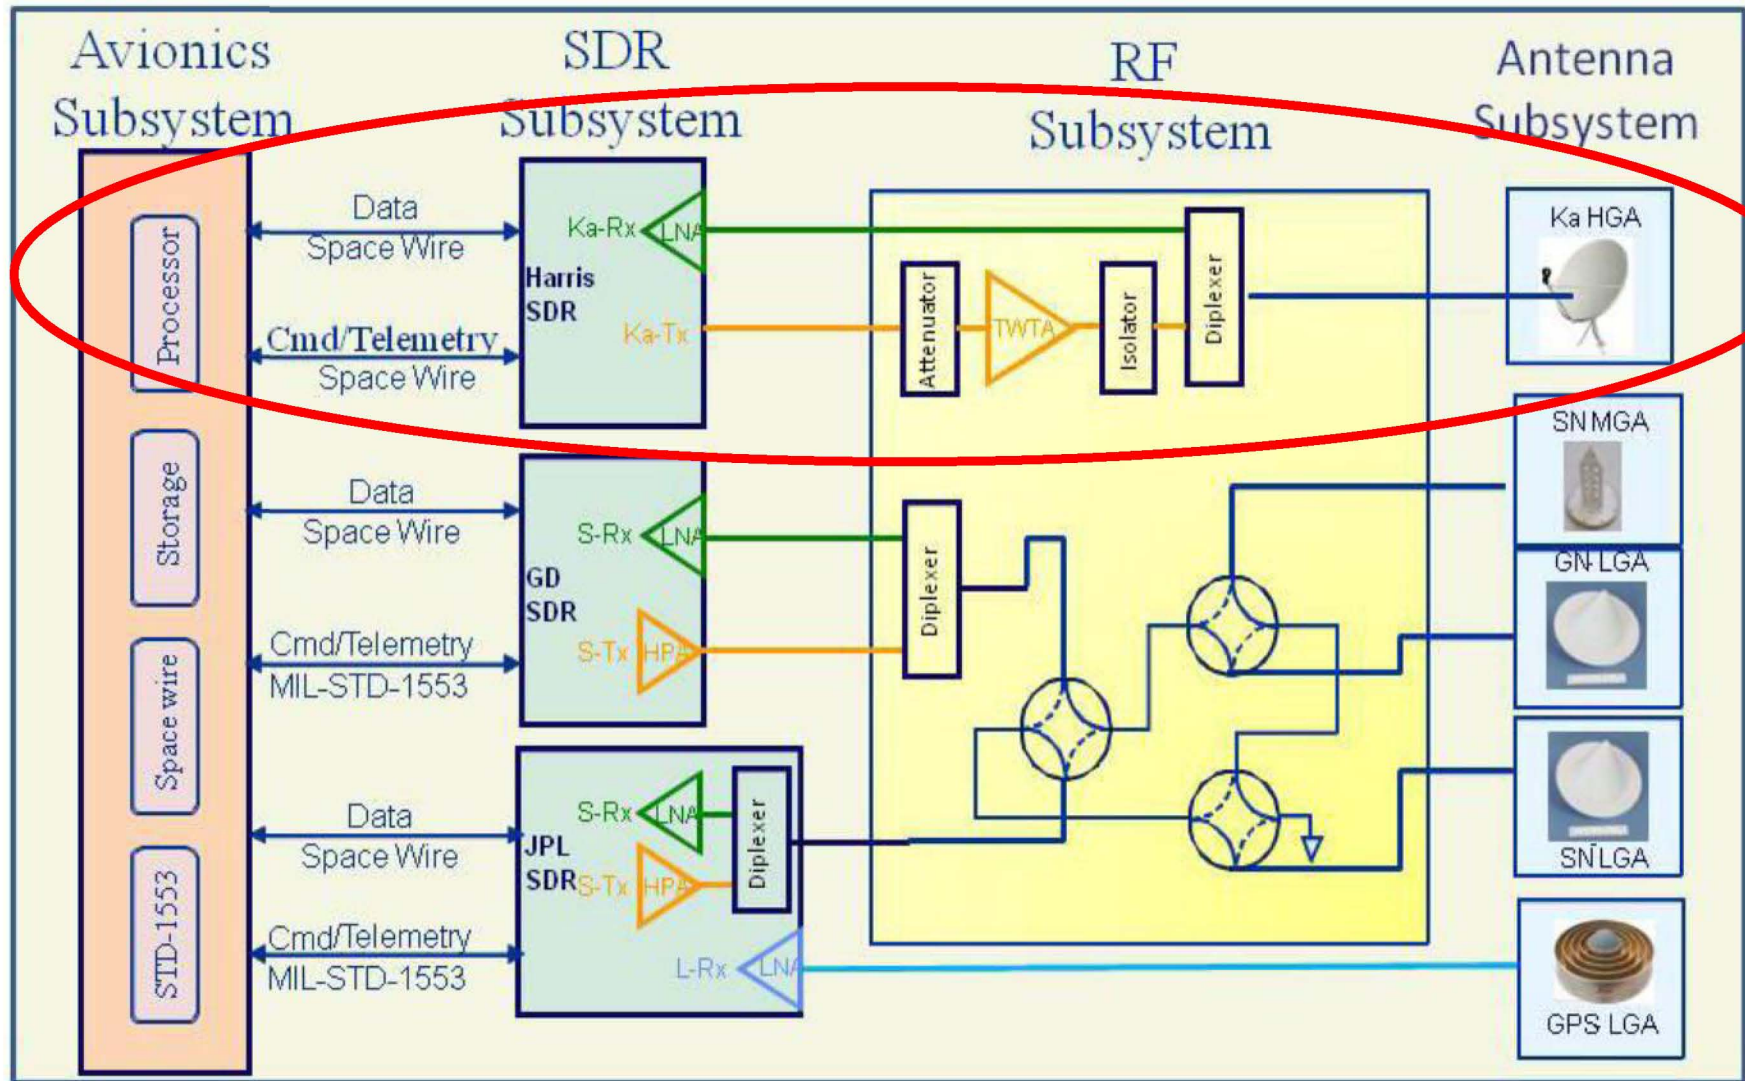 Avionics
Subsystem
SDR
Subsystem
RF
Subsystem
Antenna
Subsystem
Processor
Storage
Space wire
STD-1553
Data
Space Wire
Cmd/Telemetry
Space Wire
Data
Space Wire
Cmd/Telemetry
MIL-STD-1553
Data
Space Wire
Cmd/Telemetry
MIL-STD-1553
Ka-Rx
LNA
Harris
SDR
Ka-Tx
S-Rx
LNA
GD
SDR
S-Tx
HPA
S-Rx
LNA
JPL
SDR
S-Tx
HPA
Diplexer
L-Rx
LNA
Attenuator
TWTA
Isolator
Diplexer
Diplexer
Ka HGA
SN MGA
GN-LGA
SN LGA
GPS LGA